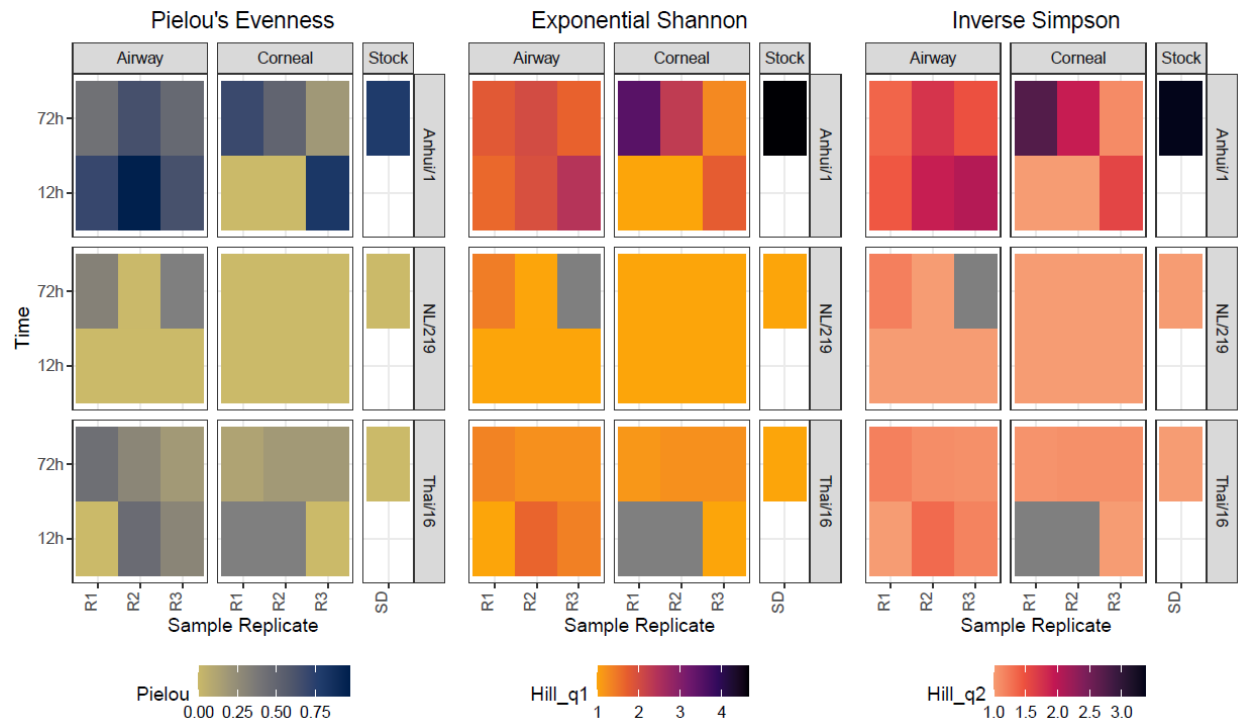 Pielou's Evenness
Exponential Shannon
Inverse Simpson
Airway Corneal Stock
Airway Corneal Stock
Airway Corneal Stock
72h
12h
Anhui/1
Anhui/1
Anhui/1
Time
72h
12h
NL/219
NL/219
NL/219
72h
12h
Thai/16
Thai/16
Thai/16
R1 R2 R3 R1 R2 R3 SD
R1 R2 R3 R1 R2 R3 SD
R1 R2 R3 R1 R2 R3 SD
Sample Replicate
Sample Replicate
Sample Replicate
Pielou
0.00 0.25 0.50 0.75
Hill_q1
1 2 3 4
Hill_q2
1.0 1.5 2.0 2.5 3.0